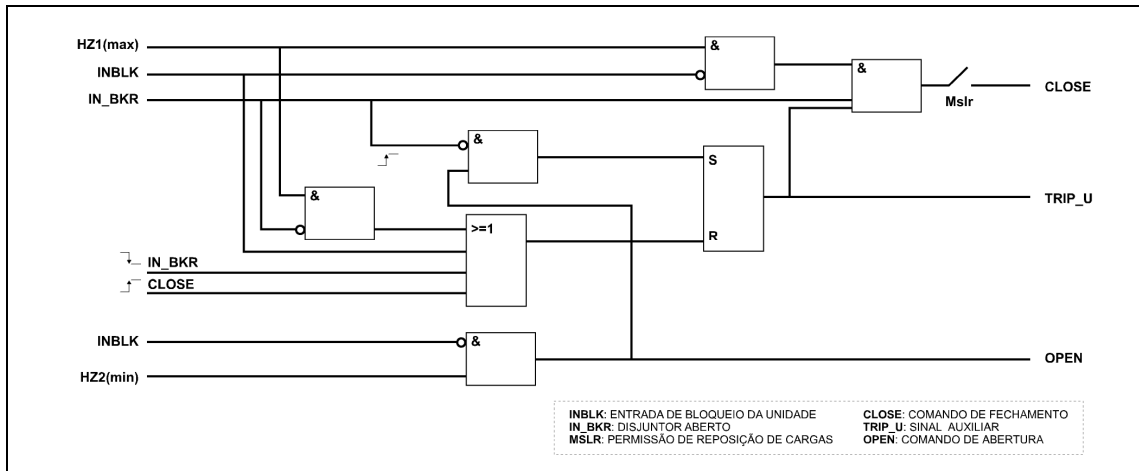 HZ1(max)
INBLK
IN_BKR
&
&
Mslr
CLOSE
&
S
R
TRIP_U
&
>=1
IN_BKR
CLOSE
INBLK
HZ2(min)
&
OPEN
INBLK: ENTRADA DE BLOQUEIO DA UNIDADE
IN_BKR: DISJUNTOR ABERTO
MSLR: PERMISSÃO DE REPOSIÇÃO DE CARGAS
CLOSE: COMANDO DE FECHAMENTO
TRIP_U: SINAL AUXILIAR
OPEN: COMANDO DE ABERTURA